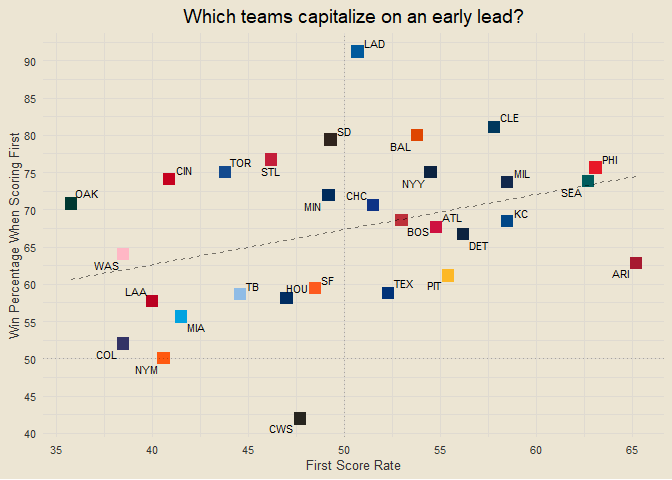 Which teams capitalize on an early lead?
Win Percentage When Scoring First
90
85
80
75
70
65
60
55
50
45
40
LAD
CLE
SD
BAL
PHI
STL
TOR
CIN
NYY
MIL
SEA
OAK
MIN
CHC
KC
ATL
BOS
DET
WAS
ARI
PIT
TEX
SF
HOU
TB
LAA
MIA
COL
NYM
CWS
35
40
45
50
55
60
65
First Score Rate